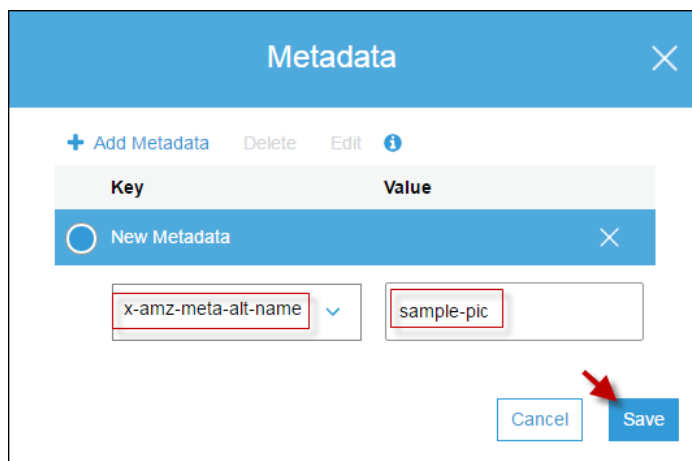 Metadata
Add Metadata Delete Edit
Key Value
New Metadata
x-amz-meta-alt-name sample-pic
Cancel Save